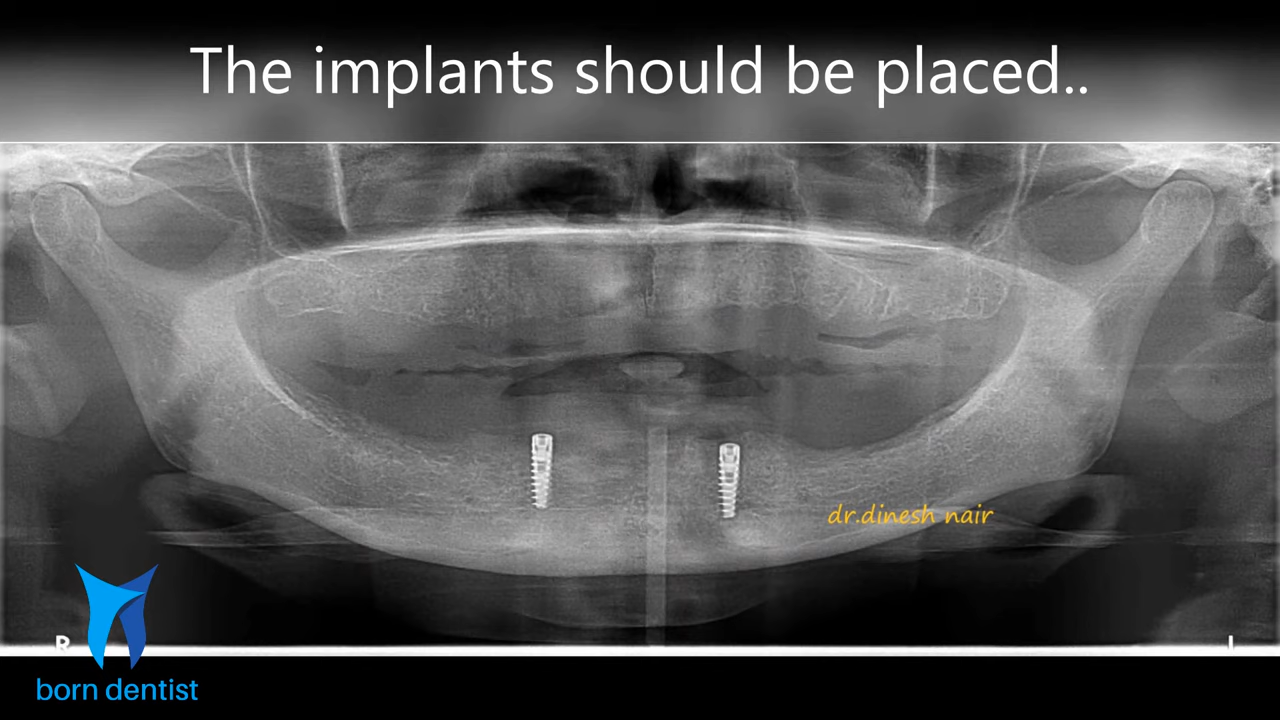 The implants should be placed..
dr.dinesh nair
R
born dentist